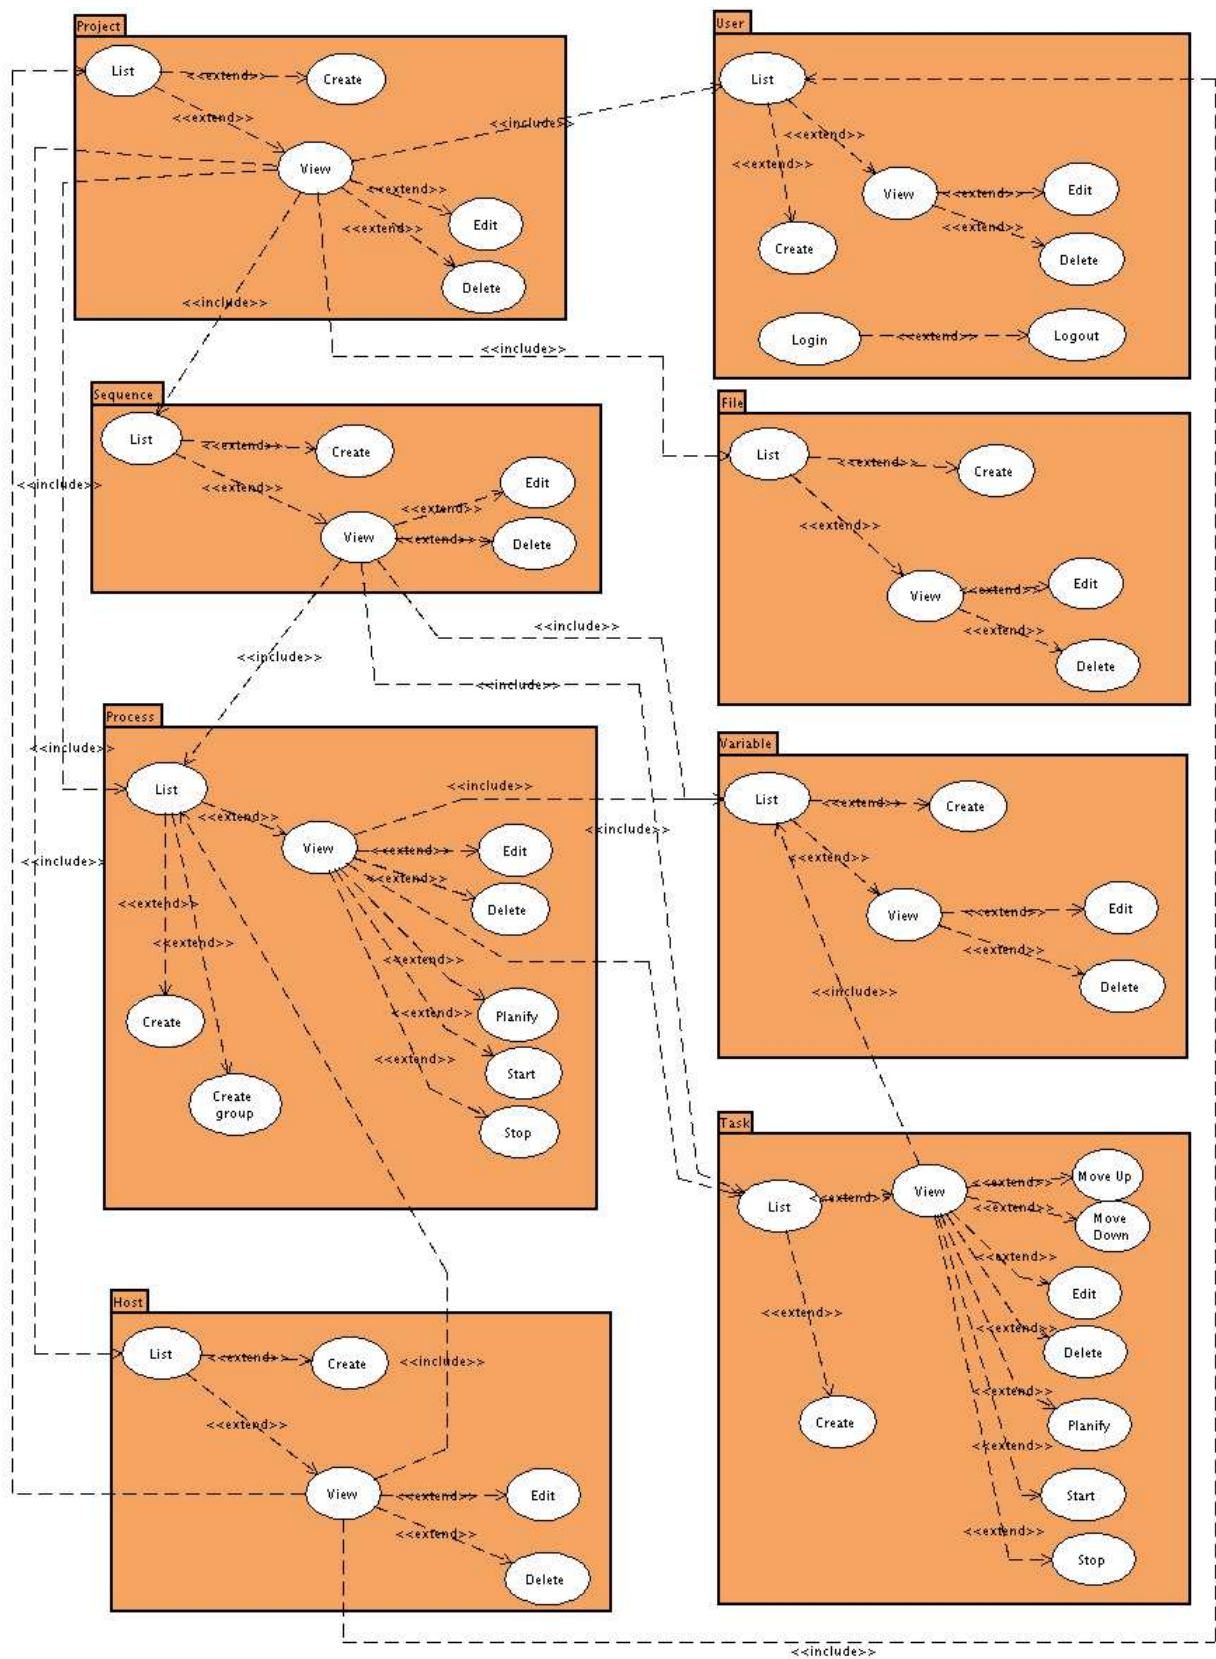 Project
List
<<extend>>
Create
<<extend>>
View
<<extend>>
Edit
<<extend>>
Delete
<<include>>
<<include>>
<<include>>
User
List
<<extend>>
<<extend>>
View
<<extend>>
Edit
<<extend>>
Create
Delete
Login
<<extend>>
Logout
Sequence
List
<<extend>>
Create
<<extend>>
View
<<extend>>
Edit
<<extend>>
Delete
<<include>>
<<include>>
<<include>>
<<include>>
File
List
<<extend>>
Create
<<extend>>
View
<<extend>>
Edit
<<extend>>
Delete
Process
<<include>>
List
<<extend>>
View
<<include>>
<<include>>
<<include>>
<<extend>>
Edit
<<extend>>
Delete
<<extend>>
<<extend>>
<<extend>>
Planify
<<extend>>
Start
<<extend>>
Stop
Create
Create
group
Variable
List
<<extend>>
Create
<<extend>>
View
<<extend>>
Edit
<<extend>>
Delete
<<include>>
Task
List
<<extend>>
View
<<extend>>
Move Up
<<extend>>
Move
Down
<<extend>>
Edit
<<extend>>
<<extend>>
Delete
<<extend>>
Planify
Create
<<extend>>
Start
<<extend>>
Stop
Host
List
<<extend>>
Create
<<include>>
<<extend>>
View
<<extend>>
Edit
<<extend>>
Delete
<<include>>